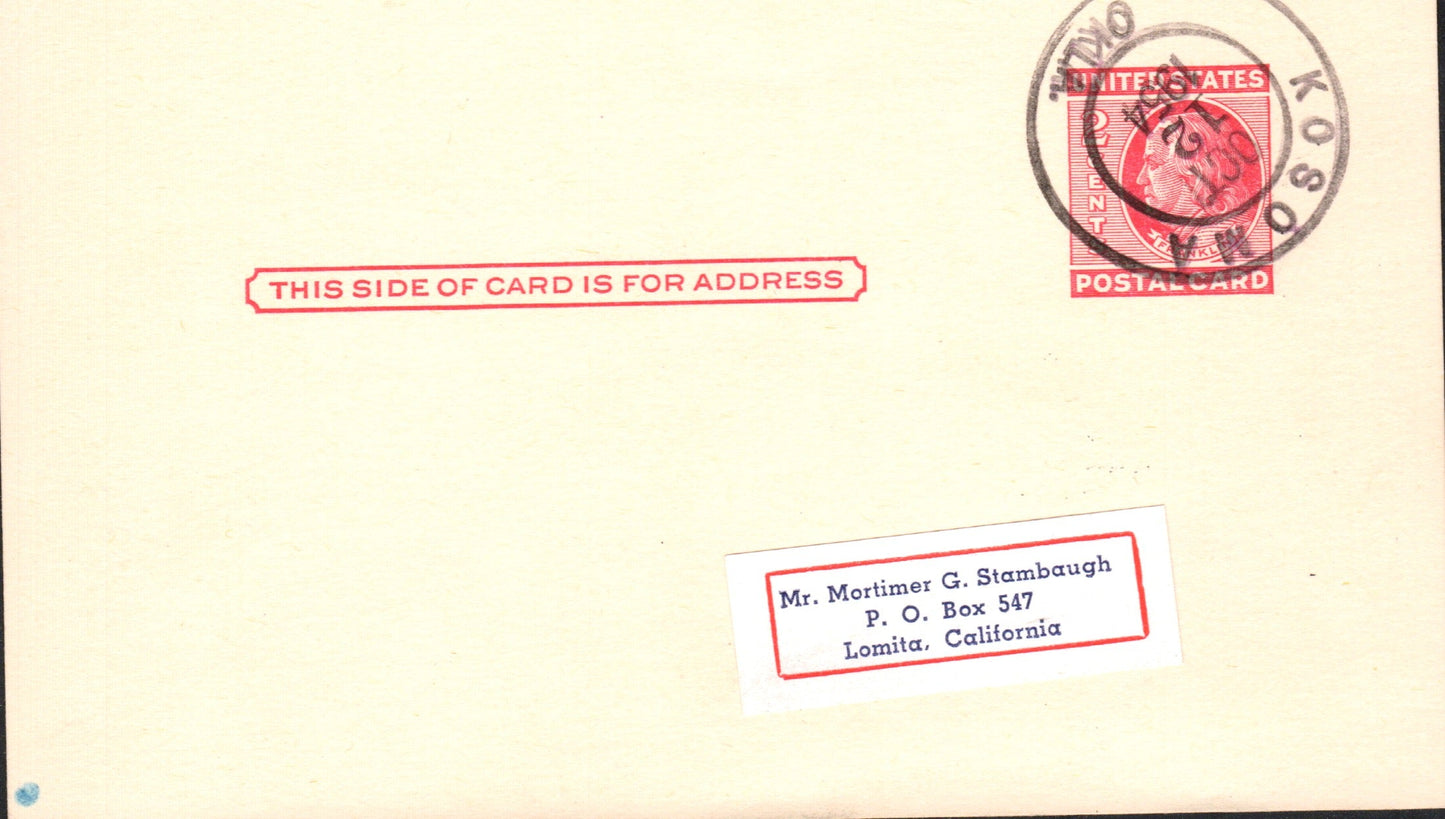 KOSOMA
OKLA.
OCT
2
1954
UNITED STATES
2 CENT
FRANKLIN
POSTAL CARD
THIS SIDE OF CARD IS FOR ADDRESS
Mr. Mortimer G. Stambaugh
P. O. Box 547
Lomita, California